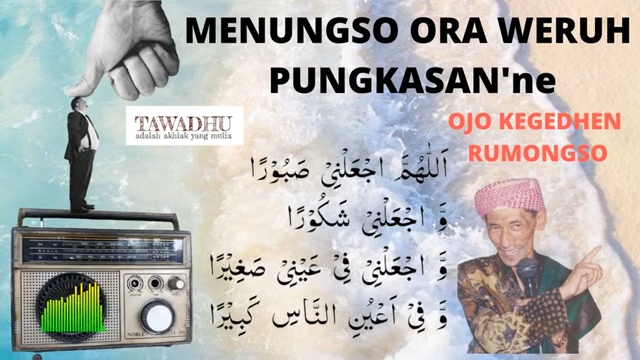 MENUNGSO ORA WERUH
PUNGKASAN'ne
TAWADHU
adalah akhlak yang mulia
OJO KEGEDHEN
RUMONGSO
اَللّٰهُمَّ اجْعَلْنِيْ صَبُوْرًا
وَّ اجْعَلْنِيْ شَكُوْرًا
وَّ اجْعَلْنِيْ فِيْ عَيْنِيْ صَغِيْرًا
وَّ فِيْ اَعْيُنِ النَّاسِ كَبِيْرًا
NOBLE